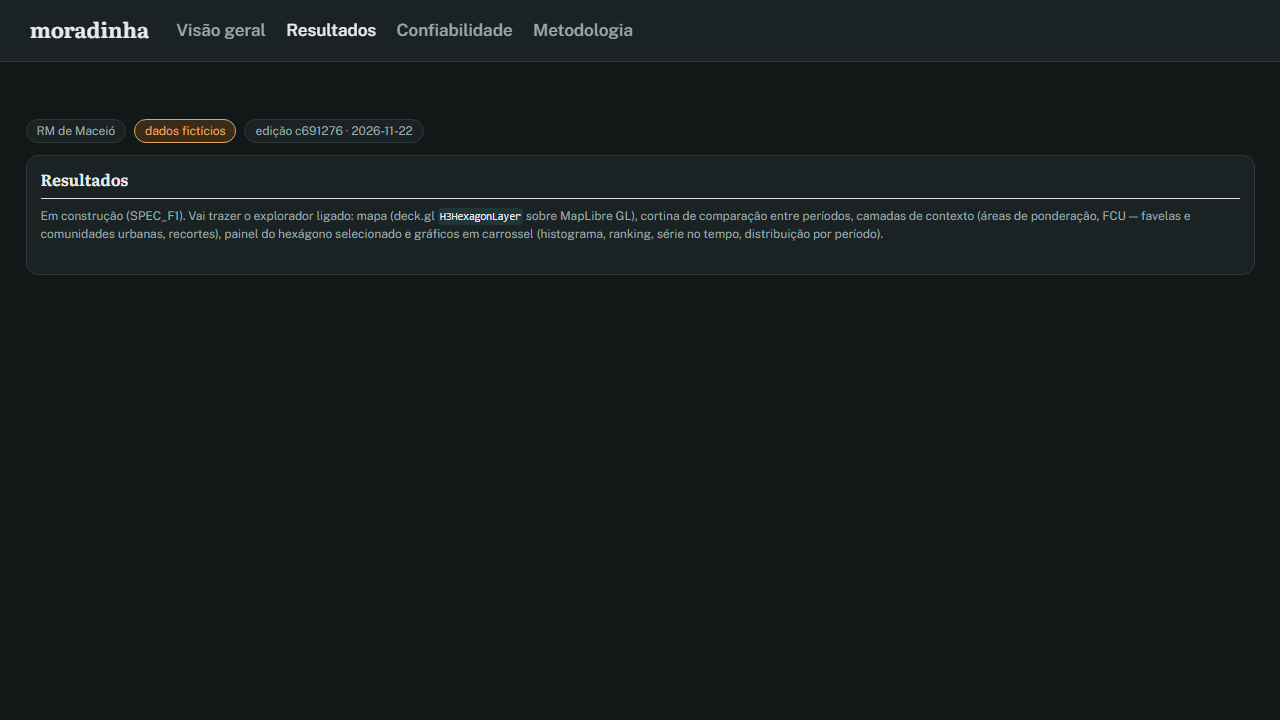 moradinha Visão geral Resultados Confiabilidade Metodologia
RM de Maceió dados fictícios edição c691276 · 2026-11-22
Resultados
Em construção (SPEC_F1). Vai trazer o explorador ligado: mapa (deck.gl H3HexagonLayer sobre MapLibre GL), cortina de comparação entre períodos, camadas de contexto (áreas de ponderação, FCU — favelas e
comunidades urbanas, recortes), painel do hexágono selecionado e gráficos em carrossel (histograma, ranking, série no tempo, distribuição por período).